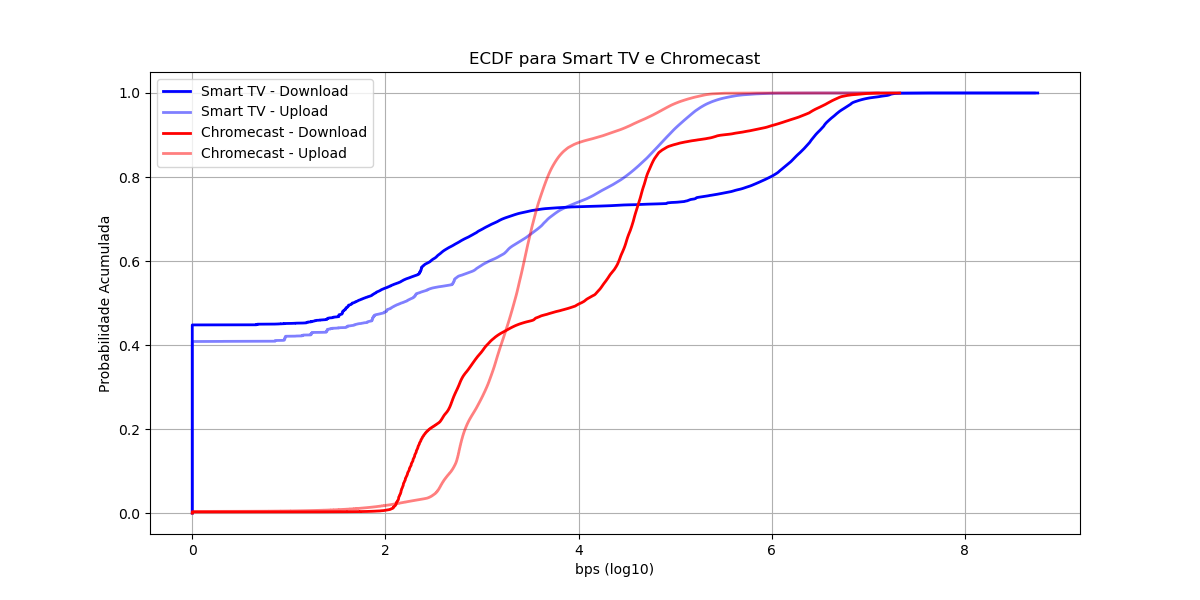 ECDF para Smart TV e Chromecast
Smart TV - Download
Smart TV - Upload
Chromecast - Download
Chromecast - Upload
Probabilidade Acumulada
1.0
0.8
0.6
0.4
0.2
0.0
0 2 4 6 8
bps (log10)